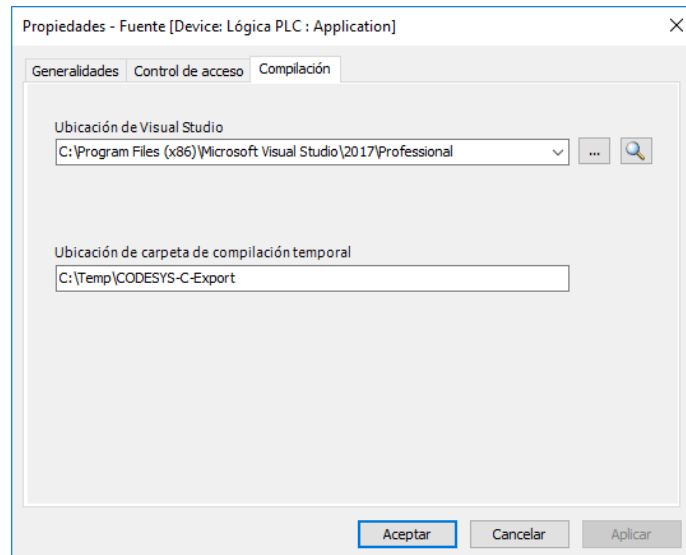 Propiedades - Fuente [Device: Lógica PLC : Application]
Generalidades Control de acceso Compilación
Ubicación de Visual Studio
C:\Program Files (x86)\Microsoft Visual Studio\2017\Professional ...
Ubicación de carpeta de compilación temporal
C:\Temp\CODESYS-C-Export
Aceptar Cancelar Aplicar